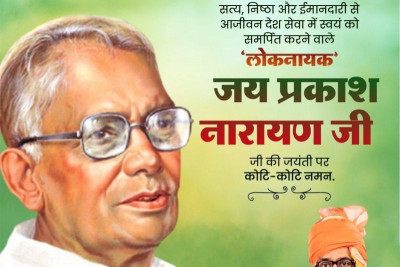 सत्य, निष्ठा और ईमानदारी से
आजीवन देश सेवा में स्वयं को
समर्पित करने वाले
'लोकनायक'
जय प्रकाश
नारायण जी
जी की जयंती पर
कोटि-कोटि नमन.